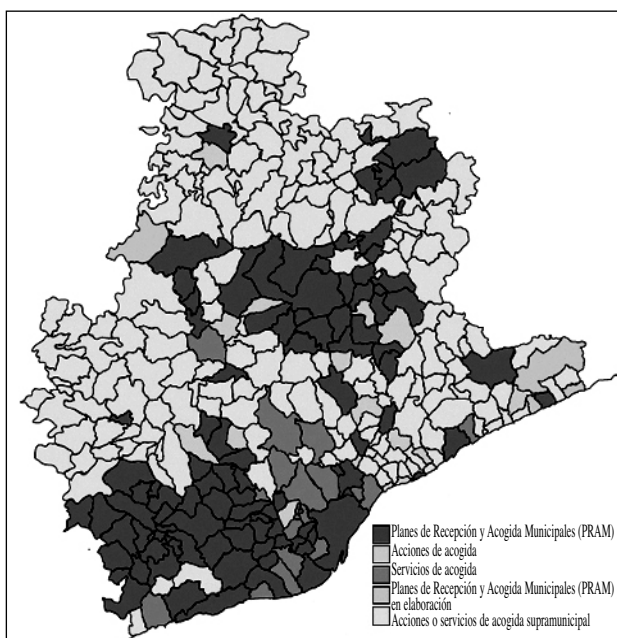 Planes de Recepción y Acogida Municipales (PRAM)
Acciones de acogida
Servicios de acogida
Planes de Recepción y Acogida Municipales (PRAM)
en elaboración
Acciones o servicios de acogida supramunicipal